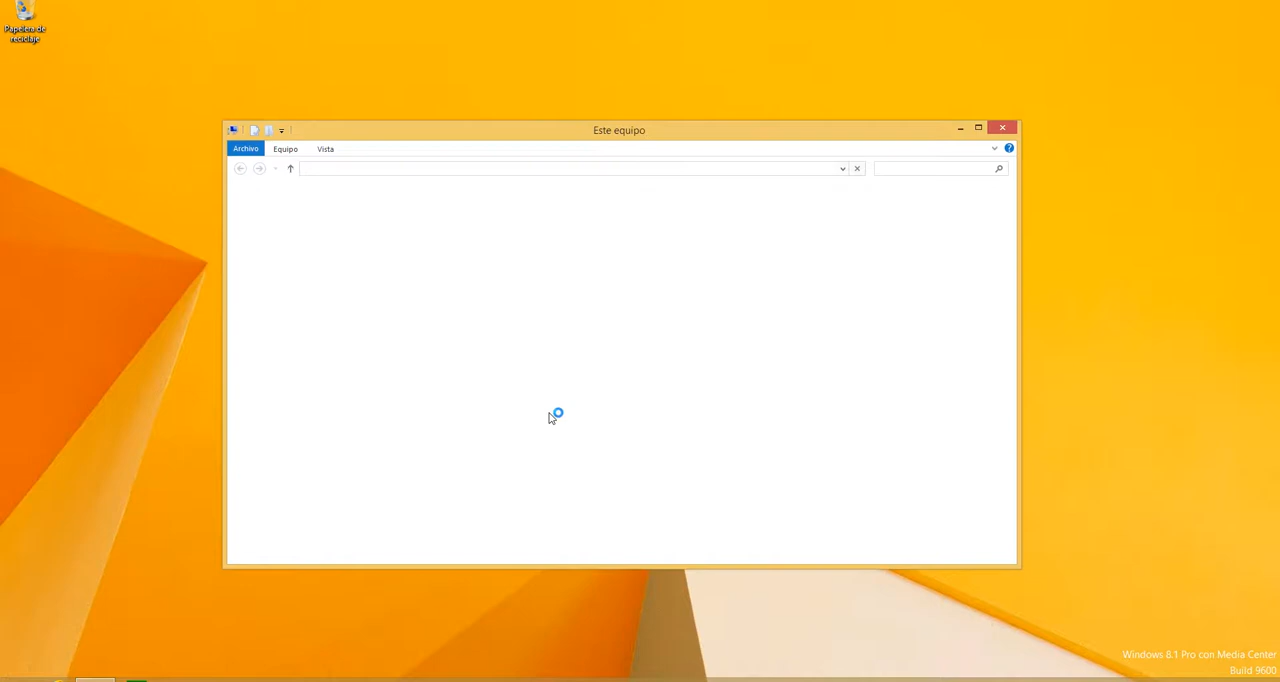 Papelera de
reciclaje
Este equipo
Archivo Equipo Vista
Windows 8.1 Pro con Media Center
Build 9600